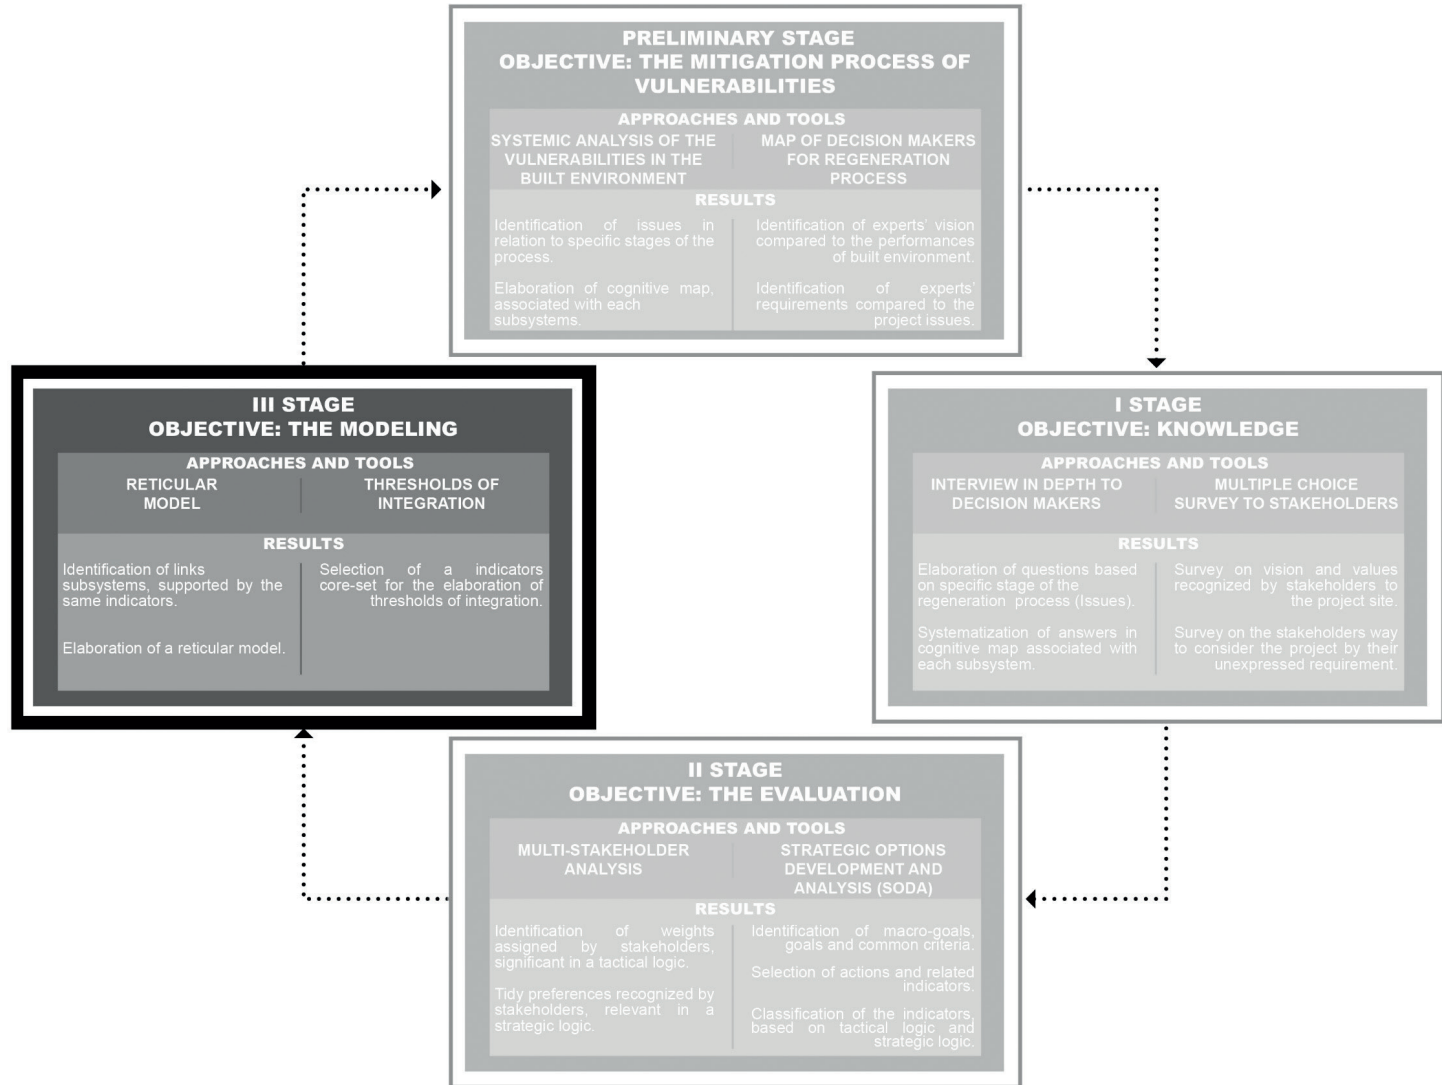 PRELIMINARY STAGE
OBJECTIVE: THE MITIGATION PROCESS OF
VULNERABILITIES
APPROACHES AND TOOLS
SYSTEMIC ANALYSIS OF THE
VULNERABILITIES IN THE
BUILT ENVIRONMENT
MAP OF DECISION MAKERS
FOR REGENERATION
PROCESS
RESULTS
Identification of issues in
relation to specific stages of the
process.
Elaboration of cognitive map,
associated with each
subsystems.
Identification of experts' vision
compared to the performances
of built environment.
Identification of experts'
requirements compared to the
project issues.
III STAGE
OBJECTIVE: THE MODELING
APPROACHES AND TOOLS
RETICULAR
MODEL
THRESHOLDS OF
INTEGRATION
RESULTS
Identification of links
subsystems, supported by the
same indicators.
Elaboration of a reticular model.
Selection of a indicators
core-set for the elaboration of
thresholds of integration.
I STAGE
OBJECTIVE: KNOWLEDGE
APPROACHES AND TOOLS
INTERVIEW IN DEPTH TO
DECISION MAKERS
MULTIPLE CHOICE
SURVEY TO STAKEHOLDERS
RESULTS
Elaboration of questions based
on specific stage of the
regeneration process (Issues).
Systematization of answers in
cognitive map associated with
each subsystem.
Survey on vision and values
recognized by stakeholders to
the project site.
Survey on the stakeholders way
to consider the project by their
unexpressed requirement.
II STAGE
OBJECTIVE: THE EVALUATION
APPROACHES AND TOOLS
MULTI-STAKEHOLDER
ANALYSIS
STRATEGIC OPTIONS
DEVELOPMENT AND
ANALYSIS (SODA)
RESULTS
Identification of weights
assigned by stakeholders,
significant in a tactical logic.
Tidy preferences recognized by
stakeholders, relevant in a
strategic logic.
Identification of macro-goals,
goals and common criteria.
Selection of actions and related
indicators.
Classification of the indicators,
based on tactical logic and
strategic logic.